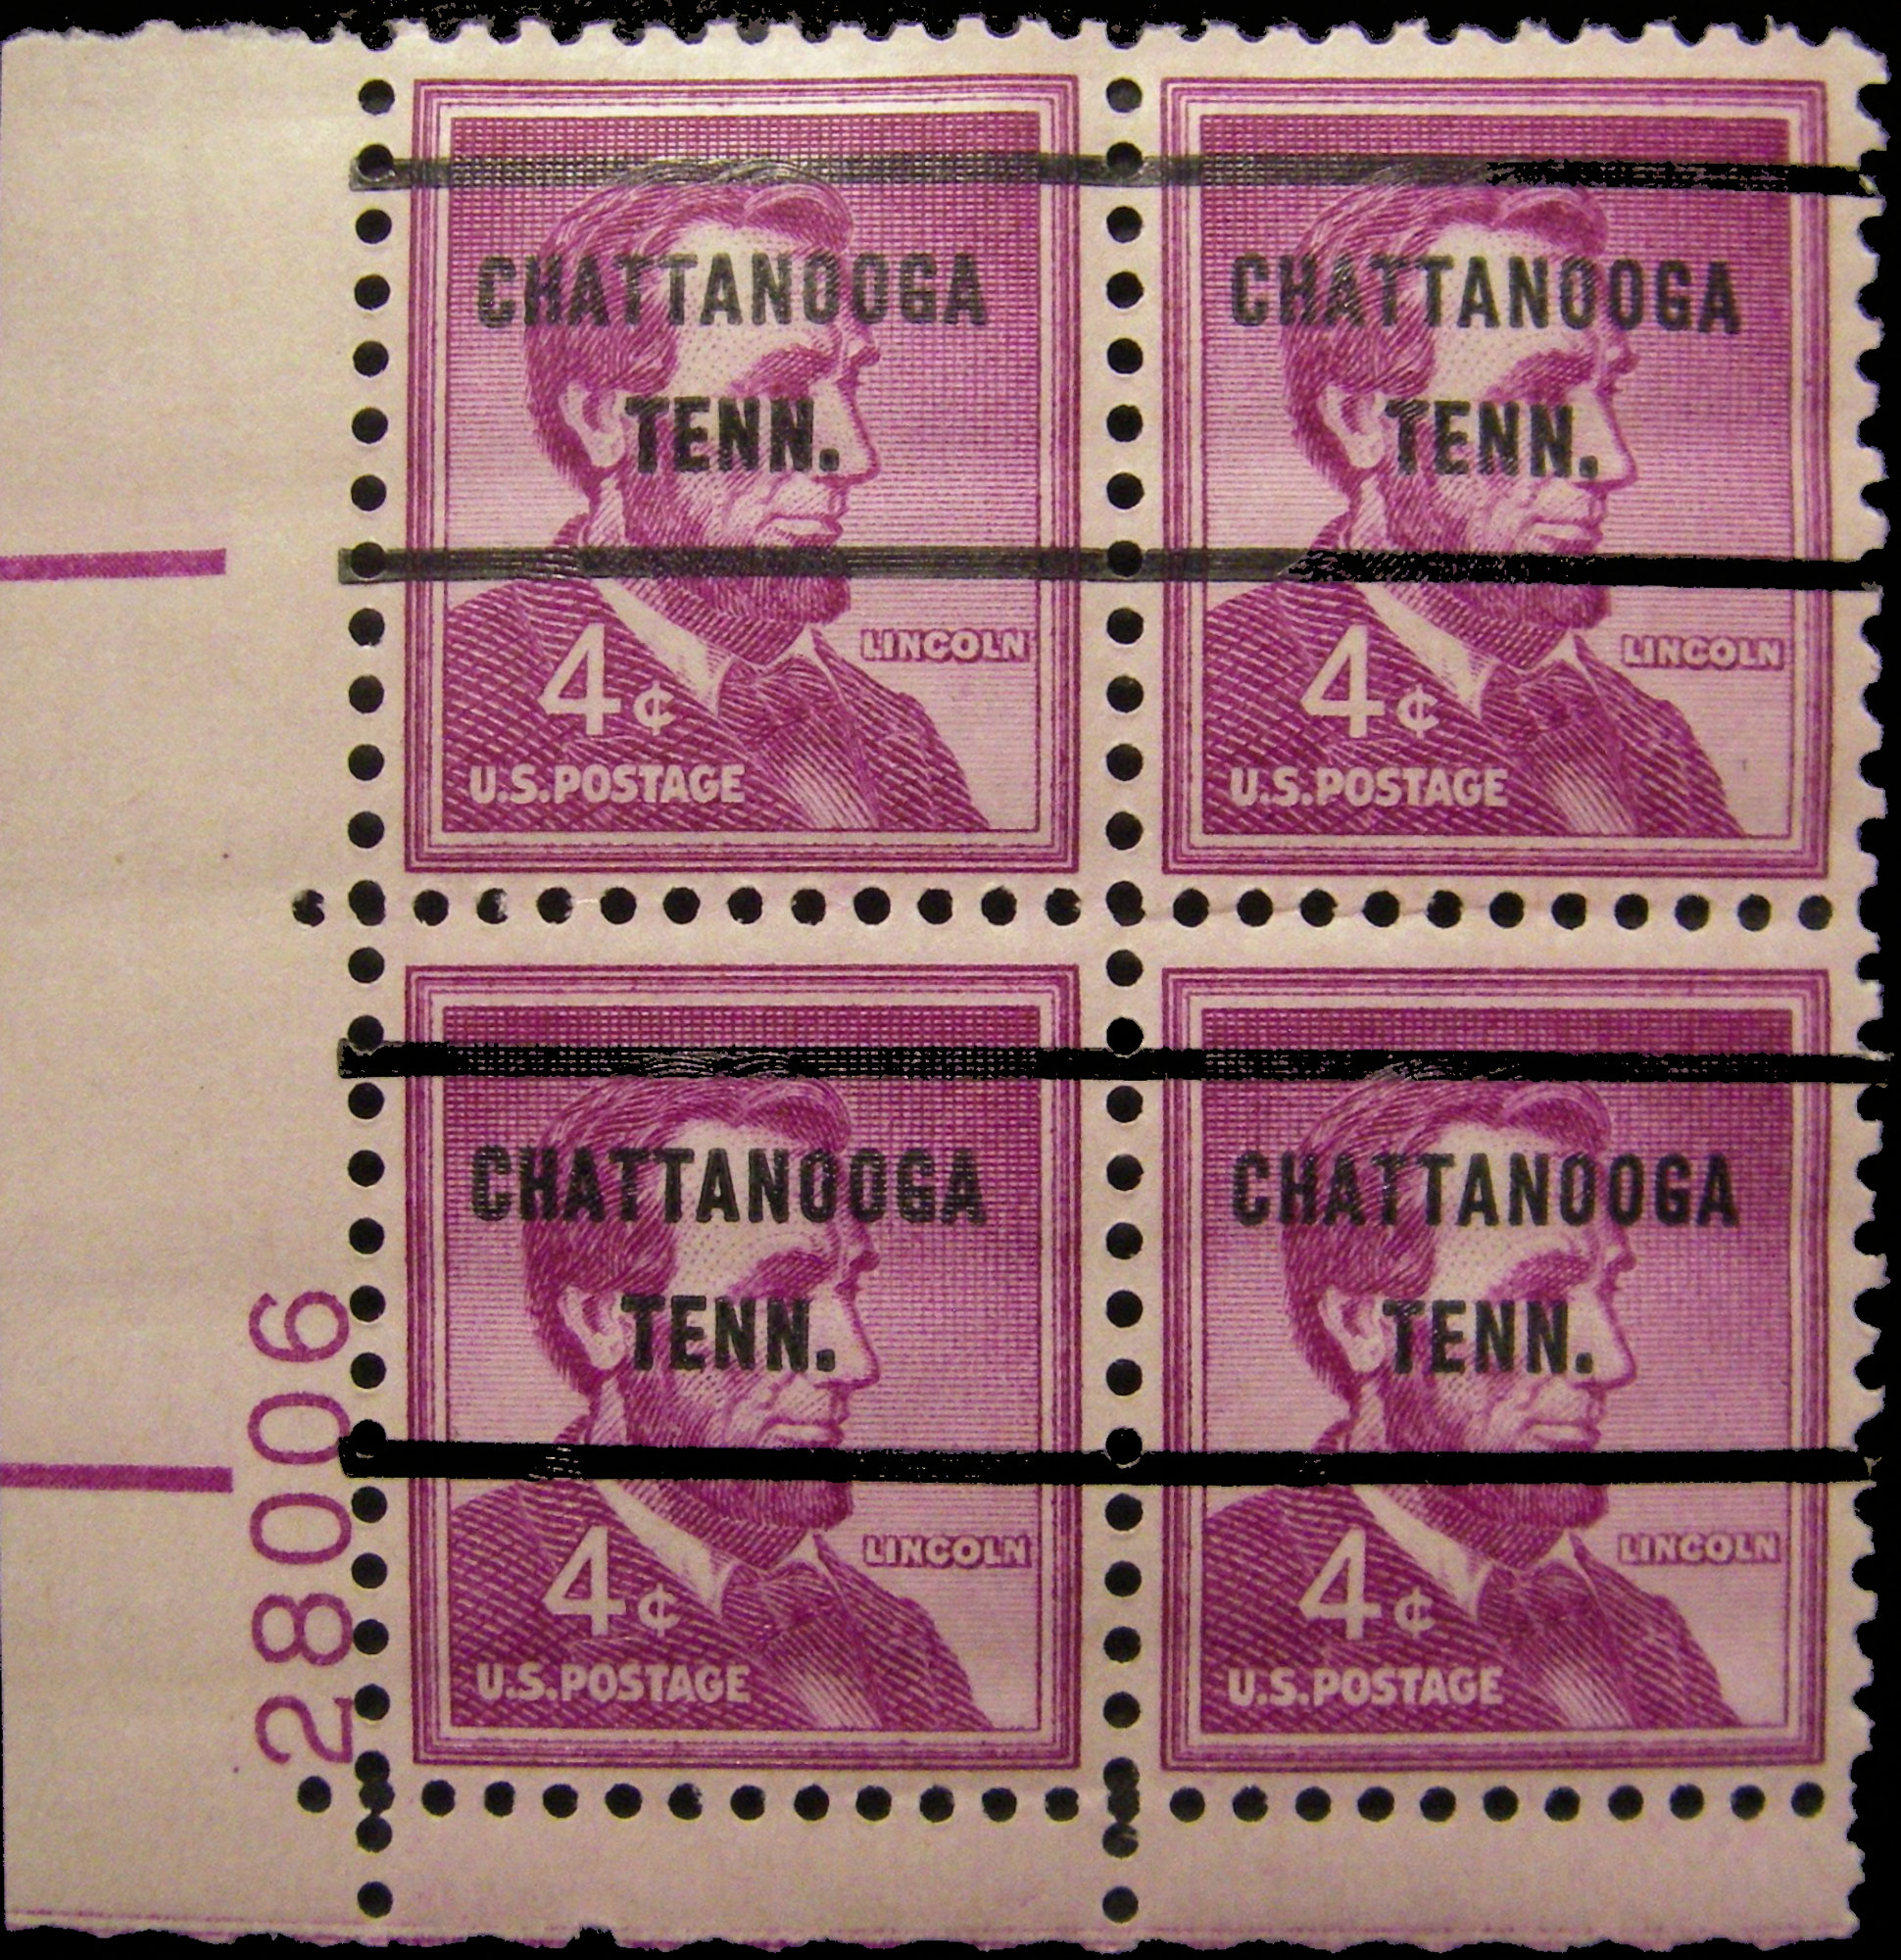 CHATTANOOGA
TENN.
LINCOLN
4¢
U.S.POSTAGE
CHATTANOOGA
TENN.
LINCOLN
4¢
U.S.POSTAGE
28006
CHATTANOOGA
TENN.
LINCOLN
4¢
U.S.POSTAGE
CHATTANOOGA
TENN.
LINCOLN
4¢
U.S.POSTAGE